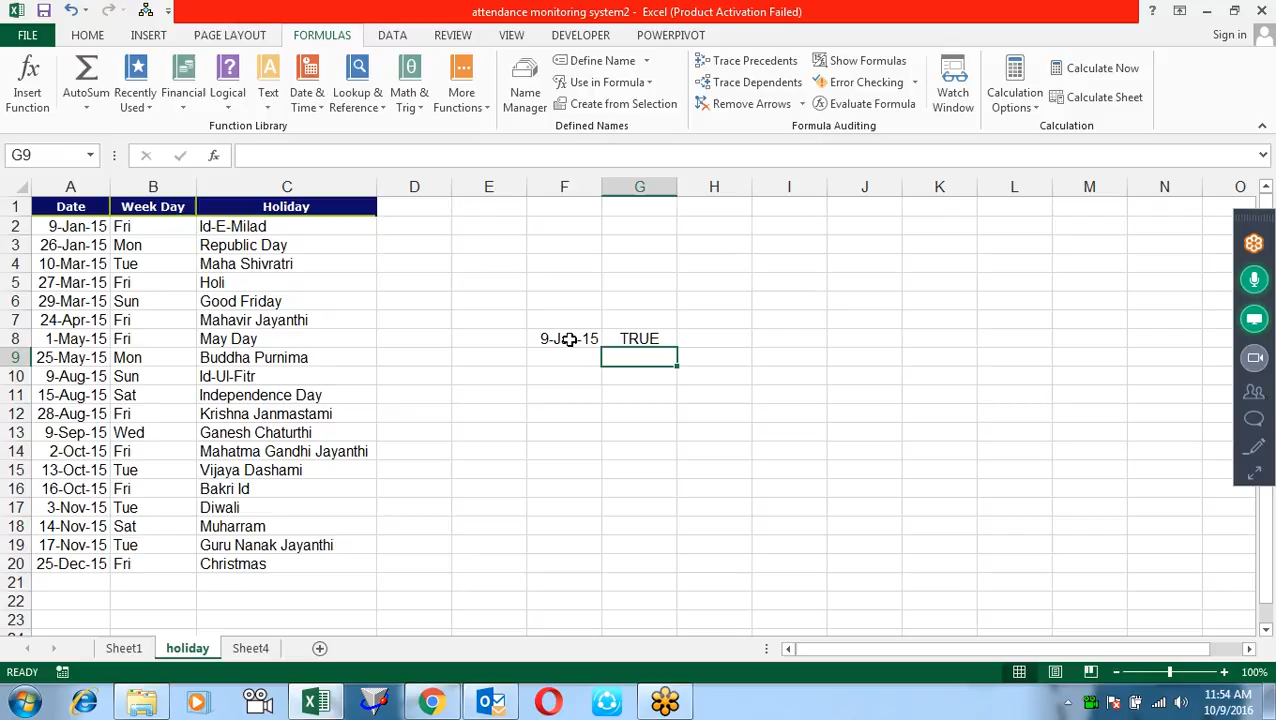 attendance monitoring system2 - Excel (Product Activation Failed)
FILE HOME INSERT PAGE LAYOUT FORMULAS DATA REVIEW VIEW DEVELOPER POWERPIVOT Sign in
Insert Function
AutoSum
Recently Used
Financial
Logical
Text
Date & Time
Lookup & Reference
Math & Trig
More Functions
Function Library
Name Manager
Define Name
Use in Formula
Create from Selection
Defined Names
Trace Precedents
Trace Dependents
Remove Arrows
Show Formulas
Error Checking
Evaluate Formula
Formula Auditing
Watch Window
Calculation Options
Calculate Now
Calculate Sheet
Calculation
G9 fx
A B C D E F G H I J K L M N O
1 Date Week Day Holiday
2 9-Jan-15 Fri Id-E-Milad
3 26-Jan-15 Mon Republic Day
4 10-Mar-15 Tue Maha Shivratri
5 27-Mar-15 Fri Holi
6 29-Mar-15 Sun Good Friday
7 24-Apr-15 Fri Mahavir Jayanthi
8 1-May-15 Fri May Day TRUE
9 25-May-15 Mon Buddha Purnima
10 9-Aug-15 Sun Id-Ul-Fitr
11 15-Aug-15 Sat Independence Day
12 28-Aug-15 Fri Krishna Janmastami
13 9-Sep-15 Wed Ganesh Chaturthi
14 2-Oct-15 Fri Mahatma Gandhi Jayanthi
15 13-Oct-15 Tue Vijaya Dashami
16 16-Oct-15 Fri Bakri Id
17 3-Nov-15 Tue Diwali
18 14-Nov-15 Sat Muharram
19 17-Nov-15 Tue Guru Nanak Jayanthi
20 25-Dec-15 Fri Christmas
21
22
23
Sheet1 holiday Sheet4
READY 100%
11:54 AM
10/9/2016